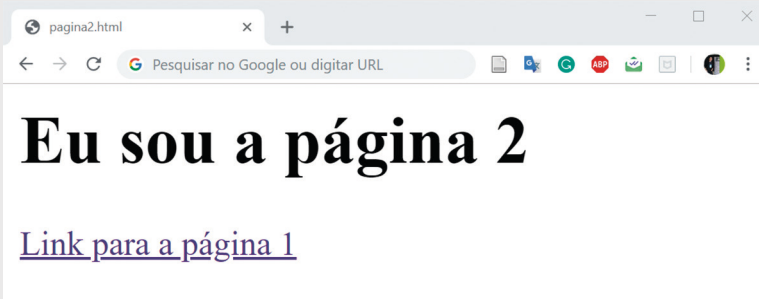 pagina2.html
Pesquisar no Google ou digitar URL
ABP
Eu sou a página 2
Link para a página 1